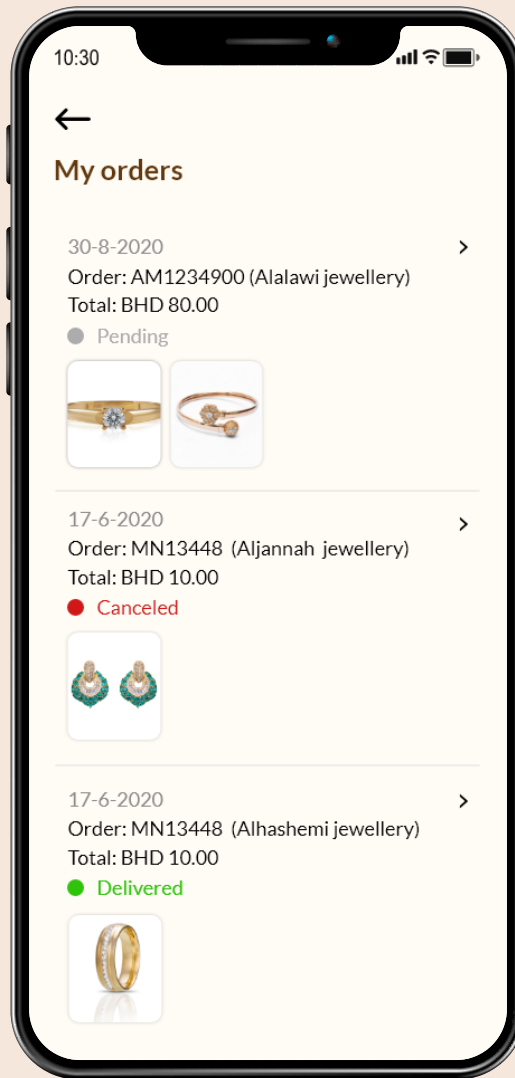 10:30
My orders
30-8-2020
Order: AM1234900 (Alalawi jewellery)
Total: BHD 80.00
Pending
17-6-2020
Order: MN13448 (Aljannah jewellery)
Total: BHD 10.00
Canceled
17-6-2020
Order: MN13448 (Alhashemi jewellery)
Total: BHD 10.00
Delivered